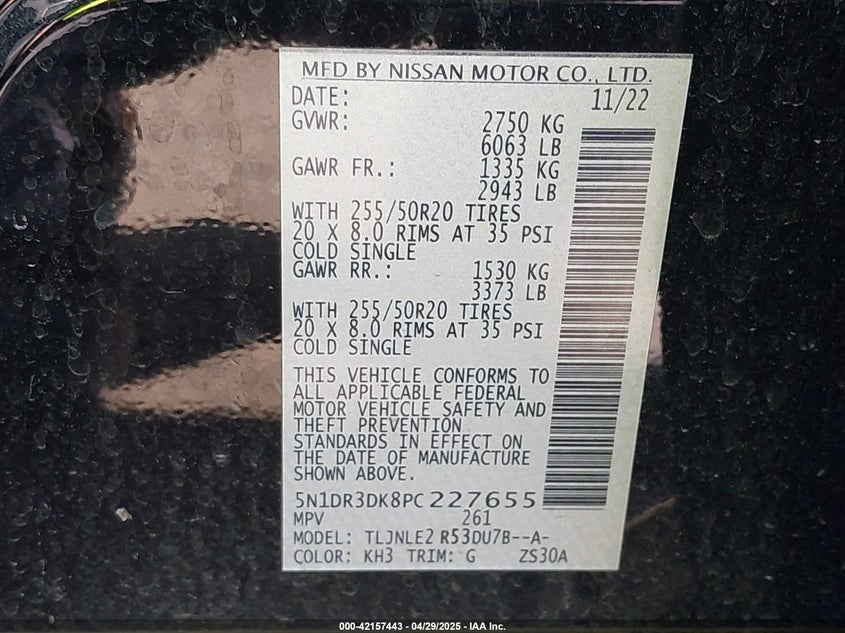 MFD BY NISSAN MOTOR CO., LTD.
DATE: 11/22
GVWR: 2750 KG
6063 LB
GAWR FR.: 1335 KG
2943 LB
WITH 255/50R20 TIRES
20 X 8.0 RIMS AT 35 PSI
COLD SINGLE
GAWR RR.: 1530 KG
3373 LB
WITH 255/50R20 TIRES
20 X 8.0 RIMS AT 35 PSI
COLD SINGLE
THIS VEHICLE CONFORMS TO
ALL APPLICABLE FEDERAL
MOTOR VEHICLE SAFETY AND
THEFT PREVENTION
STANDARDS IN EFFECT ON
THE DATE OF MANUFACTURE
SHOWN ABOVE.
5N1DR3DK8PC227655
MPV 261
MODEL: TLJNLE2 R53DU7B--A-
COLOR: KH3 TRIM: G ZS30A
000-42157443 - 04/29/2025 - IAA Inc.